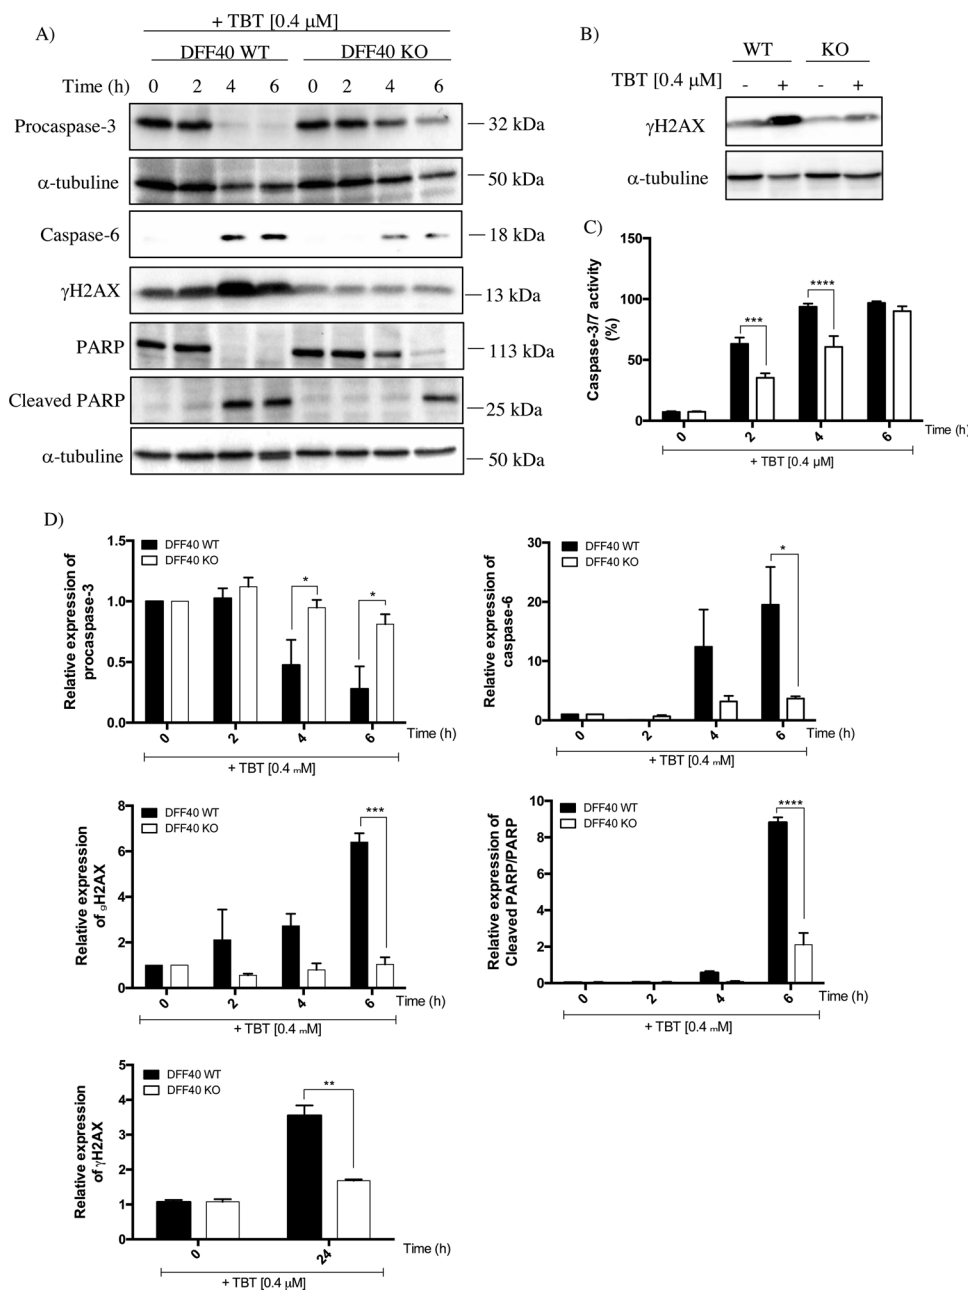 A)
+ TBT [0.4 μM]
DFF40 WT DFF40 KO
Time (h) 0 2 4 6 0 2 4 6
Procaspase-3 32 kDa
α-tubuline 50 kDa
Caspase-6 18 kDa
γH2AX 13 kDa
PARP 113 kDa
Cleaved PARP 25 kDa
α-tubuline 50 kDa
B)
WT KO
TBT [0.4 μM] - + - +
γH2AX
α-tubuline
C)
Caspase-3/7 activity
(%)
150
100
50
0
*** ****
0 2 4 6 Time (h)
+ TBT [0.4 μM]
D)
Relative expression of
procaspase-3
1.5
1.0
0.5
0.0
DFF40 WT
DFF40 KO
* *
0 2 4 6 Time (h)
+ TBT [0.4 mM]
Relative expression of
caspase-6
30
20
10
0
DFF40 WT
DFF40 KO
*
0 2 4 6 Time (h)
+ TBT [0.4 mM]
Relative expression
of gH2AX
8
6
4
2
0
DFF40 WT
DFF40 KO
***
0 2 4 6 Time (h)
+ TBT [0.4 mM]
Relative expression of
Cleaved PARP/PARP
10
8
6
4
2
0
DFF40 WT
DFF40 KO
****
0 2 4 6 Time (h)
+ TBT [0.4 mM]
Relative expression
of γH2AX
5
4
3
2
1
0
DFF40 WT
DFF40 KO
**
0 24 Time (h)
+ TBT [0.4 μM]